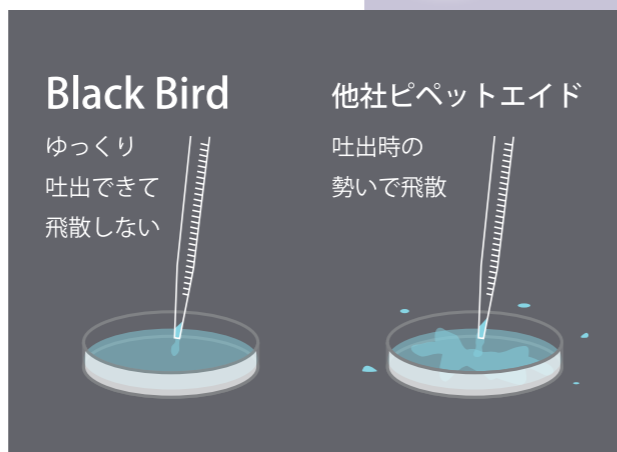 Black Bird
ゆっくり
吐出できて
飛散しない
他社ピペットエイド
吐出時の
勢いで飛散